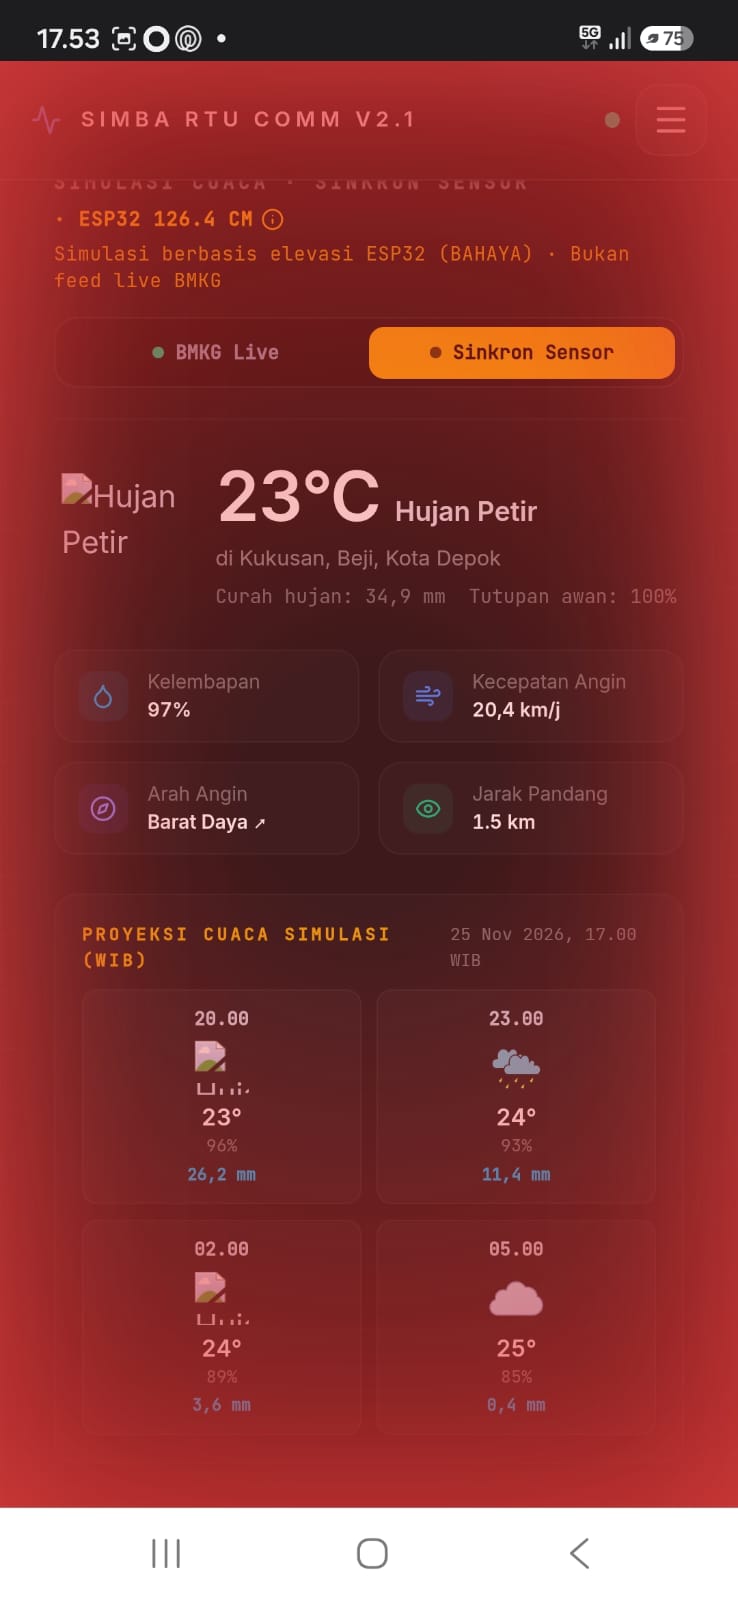 17.53
5G
75
SIMBA RTU COMM V2.1
SIMULASI CUACA · SINKRON SENSOR
· ESP32 126.4 CM
Simulasi berbasis elevasi ESP32 (BAHAYA) · Bukan
feed live BMKG
BMKG Live
Sinkron Sensor
Hujan
Petir
23°C Hujan Petir
di Kukusan, Beji, Kota Depok
Curah hujan: 34,9 mm Tutupan awan: 100%
Kelembapan
97%
Kecepatan Angin
20,4 km/j
Arah Angin
Barat Daya ↗
Jarak Pandang
1.5 km
PROYEKSI CUACA SIMULASI
(WIB)
25 Nov 2026, 17.00
WIB
20.00
23°
96%
26,2 mm
23.00
24°
93%
11,4 mm
02.00
24°
89%
3,6 mm
05.00
25°
85%
0,4 mm